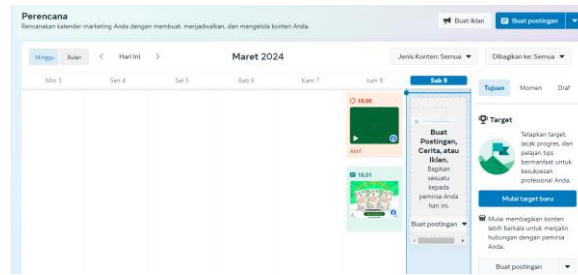 Perencana
Rencanakan kalender marketing Anda dengan membuat, menjadwalkan, dan mengelola konten Anda.
Buat iklan
Buat postingan
Minggu
Bulan
Hari Ini
Maret 2024
Jenis Konten: Semua
Dibagikan ke: Semua
Min 3
Sen 4
Sel 5
Rab 6
Kam 7
Jum 8
Sab 9
18.00
Aktif
18.01
Buat
Postingan,
Cerita, atau
Iklan.
Bagikan
sesuatu
kepada
pemirsa Anda
hari ini.
Buat postingan
Tujuan
Momen
Draf
Target
Tetapkan target,
lacak progres, dan
pelajari tips
bermanfaat untuk
kesuksesan
profesional Anda.
Mulai target baru
Mulai membagikan konten
lebih berkala untuk menjalin
hubungan dengan pemirsa
Anda.
Buat postingan